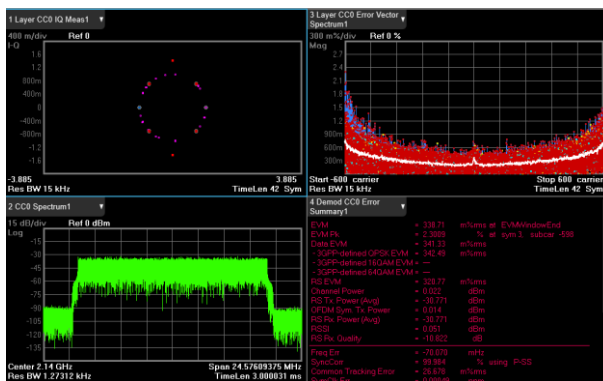 1 Layer CC0 IQ Meas1
400 m/div Ref 0
I-Q
1.6
1.2
800m
400m
0
-400m
-800m
-1.2
-1.6
-3.885 3.885
Res BW 15 kHz TimeLen 42 Sym
3 Layer CC0 Error Vector
Spectrum1
300 m%/div Ref 0 %
Mag
2.7
2.4
2.1
1.8
1.5
1.2
900m
600m
300m
Start -600 carrier Stop 600 carrier
Res BW 15 kHz TimeLen 42 Sym
2 CC0 Spectrum1
15 dB/div Ref 0 dBm
Log
-15
-30
-45
-60
-75
-90
-105
-120
-135
Center 2.14 GHz Span 24.57609375 MHz
Res BW 1.27312 kHz TimeLen 3.000031 ms
4 Demod CC0 Error
Summary1
EVM = 338.71 m%rms at EVMWindowEnd
EVM Pk = 2.3009 % at sym 3, subcar -598
Data EVM = 341.33 m%rms
- 3GPP-defined QPSK EVM = 342.49 m%rms
- 3GPP-defined 16QAM EVM = —
- 3GPP-defined 64QAM EVM = —
RS EVM = 328.77 m%rms
Channel Power = 0.022 dBm
RS Tx. Power (Avg) = -30.771 dBm
OFDM Sym. Tx. Power = 0.014 dBm
RS Rx. Power (Avg) = -30.771 dBm
RSSI = 0.051 dBm
RS Rx. Quality = -10.822 dB
Freq Err = -70.079 mHz
SyncCorr = 99.984 % using P-SS
Common Tracking Error = 26.678 m%rms